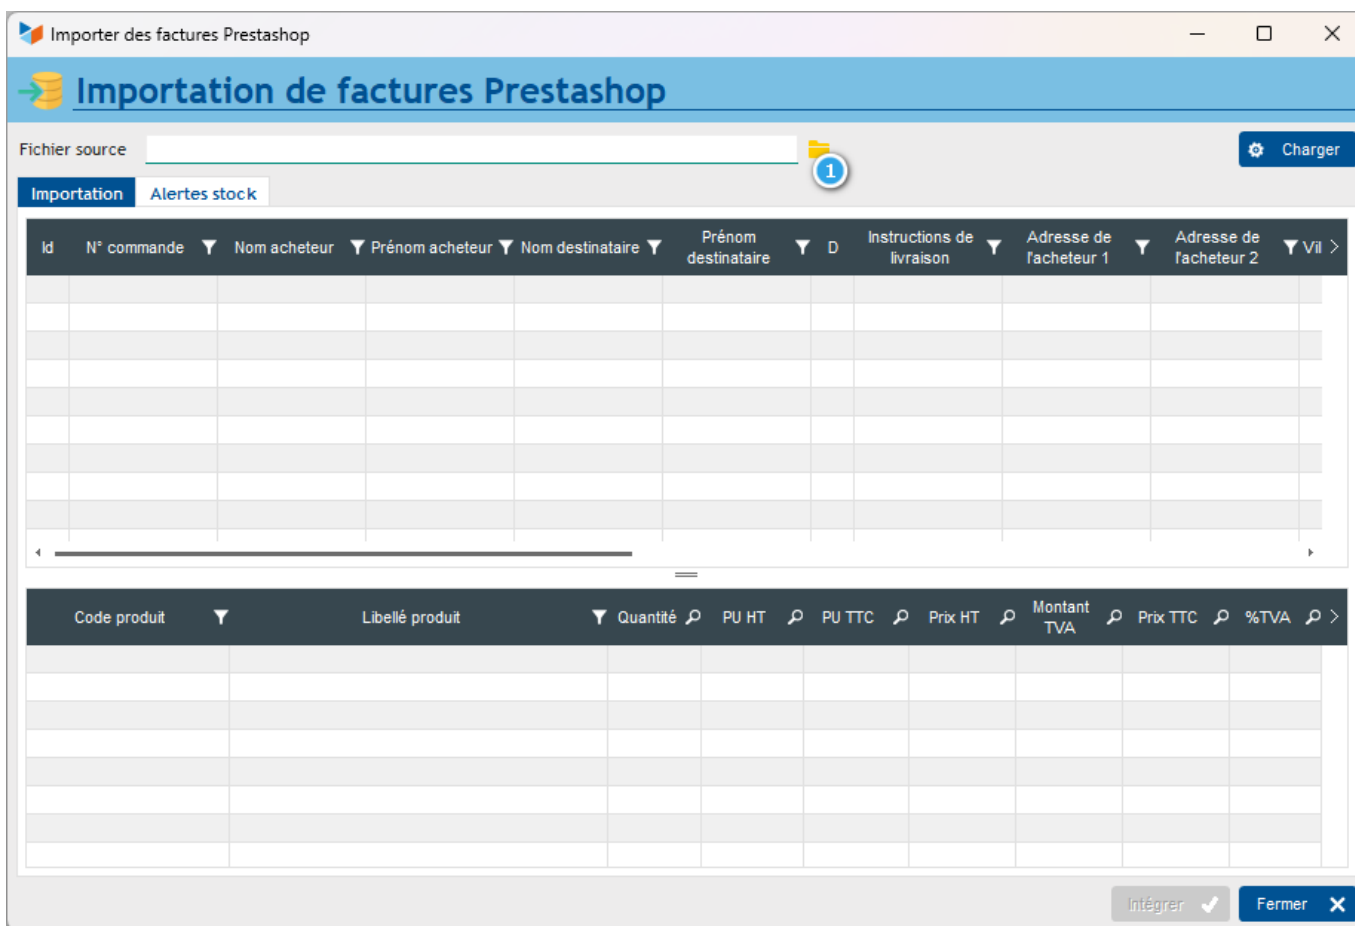 Importer des factures Prestashop
Importation de factures Prestashop
Fichier source
1
Charger
Importation Alertes stock
Id N° commande Nom acheteur Prénom acheteur Nom destinataire Prénom destinataire D Instructions de livraison Adresse de l'acheteur 1 Adresse de l'acheteur 2 Vil
Code produit Libellé produit Quantité PU HT PU TTC Prix HT Montant TVA Prix TTC %TVA
Intégrer Fermer